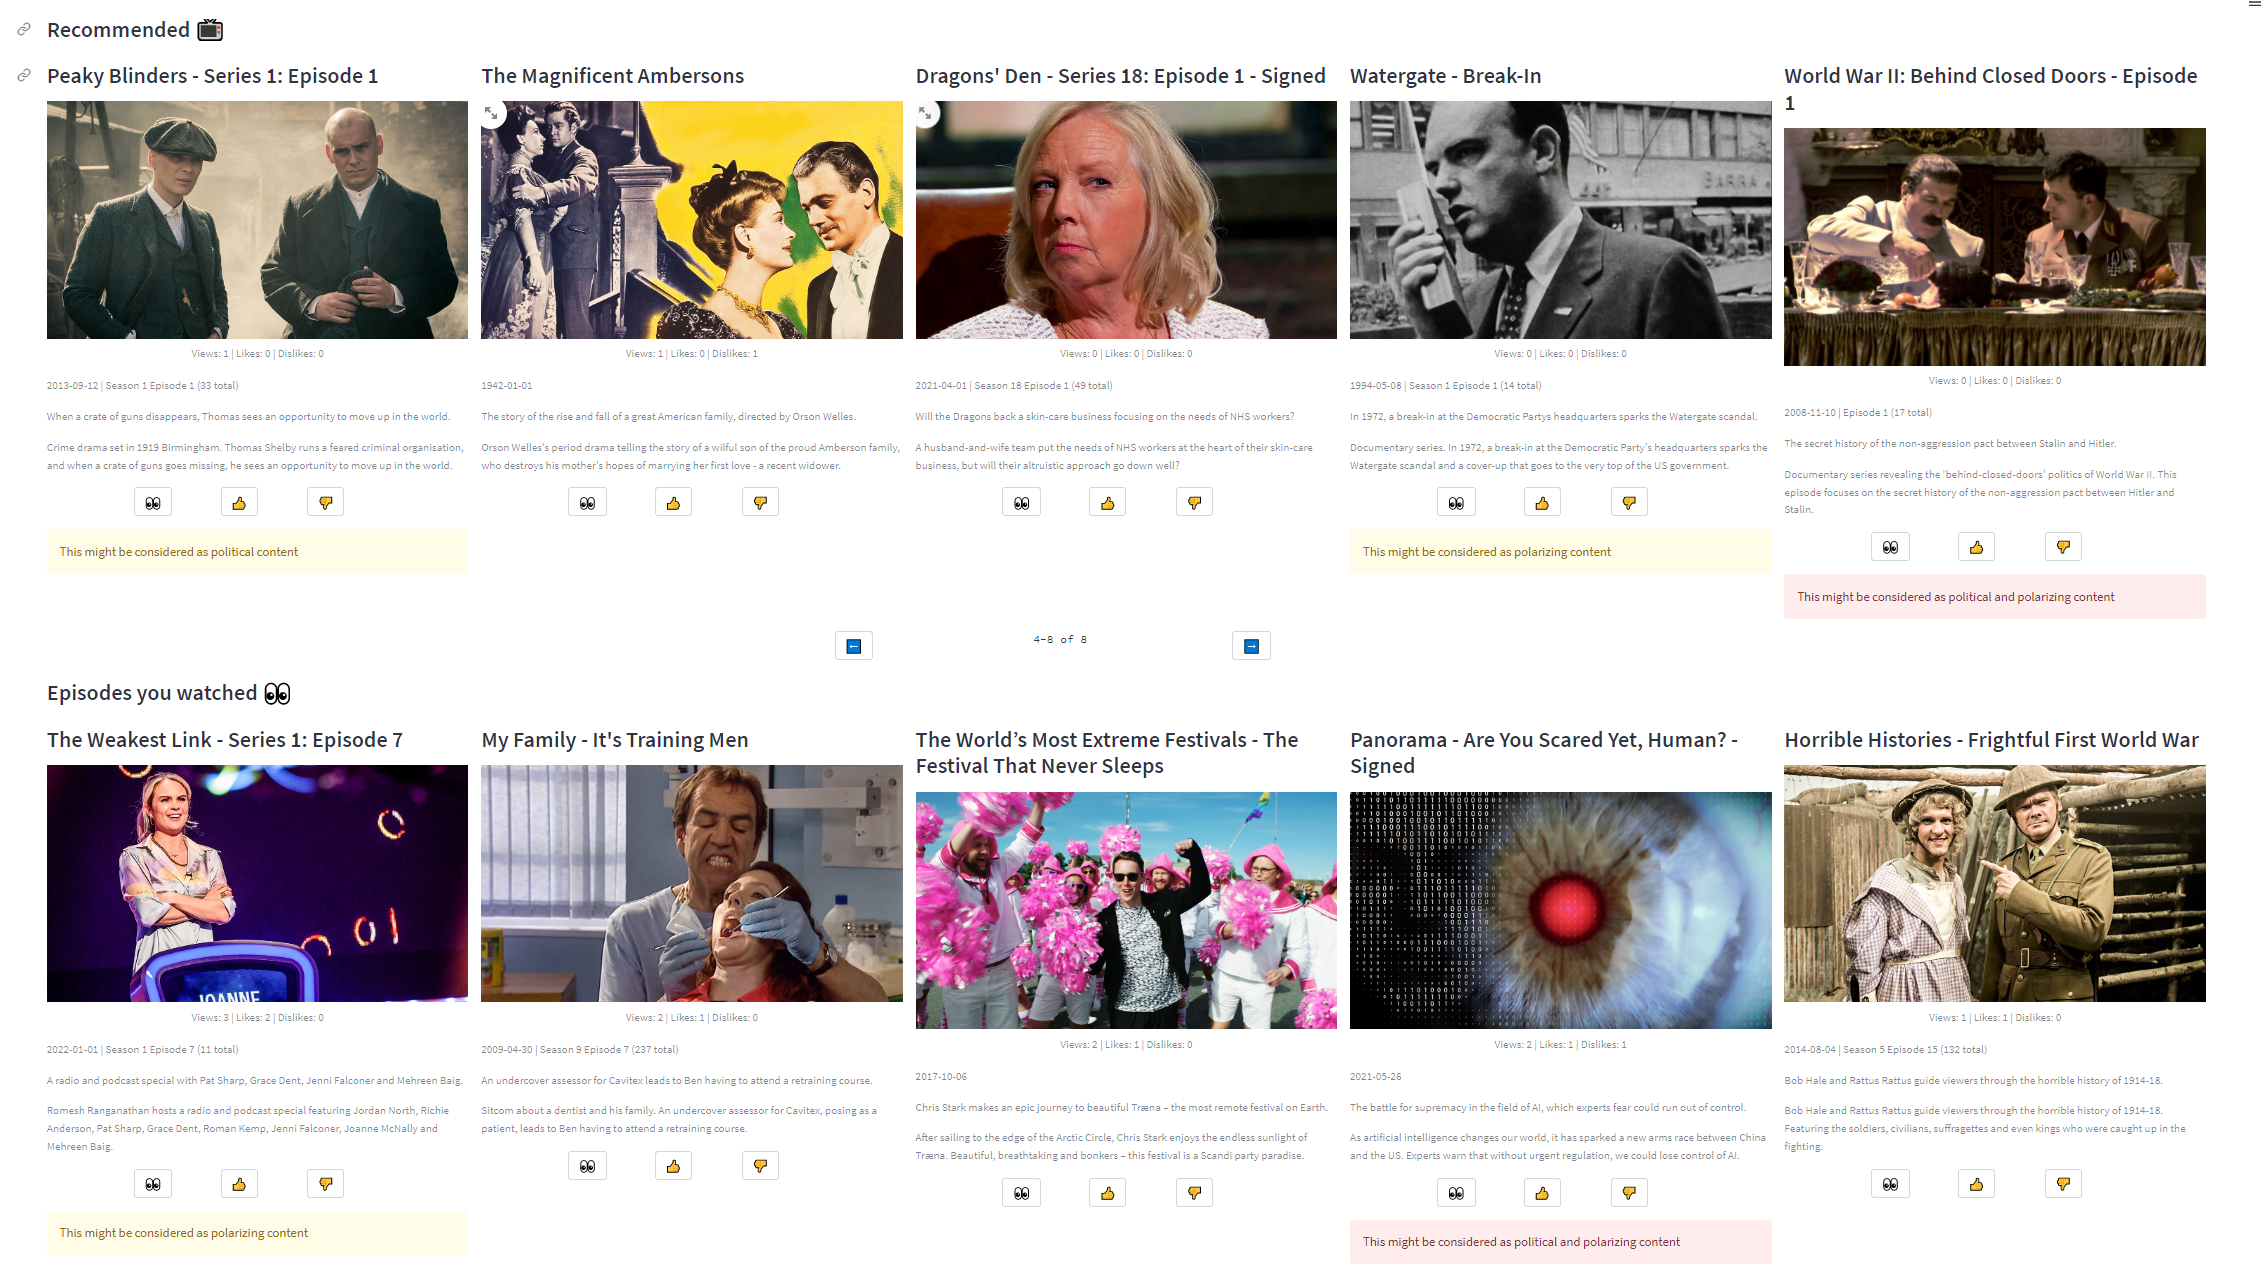 Recommended
Peaky Blinders - Series 1: Episode 1
Views: 1 | Likes: 0 | Dislikes: 0
2013-09-12 | Season 1 Episode 1 (33 total)
When a crate of guns disappears, Thomas sees an opportunity to move up in the world.
Crime drama set in 1919 Birmingham. Thomas Shelby runs a feared criminal organisation,
and when a crate of guns goes missing, he sees an opportunity to move up in the world.
This might be considered as political content
The Magnificent Ambersons
Views: 1 | Likes: 0 | Dislikes: 1
1942-01-01
The story of the rise and fall of a great American family, directed by Orson Welles.
Orson Welles's period drama telling the story of a wilful son of the proud Amberson family,
who destroys his mother's hopes of marrying her first love - a recent widower.
Dragons' Den - Series 18: Episode 1 - Signed
Views: 0 | Likes: 0 | Dislikes: 0
2021-04-01 | Season 18 Episode 1 (49 total)
Will the Dragons back a skin-care business focusing on the needs of NHS workers?
A husband-and-wife team put the needs of NHS workers at the heart of their skin-care
business, but will their altruistic approach go down well?
Watergate - Break-In
BARRA
Views: 0 | Likes: 0 | Dislikes: 0
1994-05-08 | Season 1 Episode 1 (14 total)
In 1972, a break-in at the Democratic Partys headquarters sparks the Watergate scandal.
Documentary series. In 1972, a break-in at the Democratic Party's headquarters sparks the
Watergate scandal and a cover-up that goes to the very top of the US government.
This might be considered as polarizing content
World War II: Behind Closed Doors - Episode
1
Views: 0 | Likes: 0 | Dislikes: 0
2008-11-10 | Episode 1 (17 total)
The secret history of the non-aggression pact between Stalin and Hitler.
Documentary series revealing the 'behind-closed-doors' politics of World War II. This
episode focuses on the secret history of the non-aggression pact between Hitler and
Stalin.
This might be considered as political and polarizing content
4-8 of 8
Episodes you watched
The Weakest Link - Series 1: Episode 7
JOANNE
Views: 3 | Likes: 2 | Dislikes: 0
2022-01-01 | Season 1 Episode 7 (11 total)
A radio and podcast special with Pat Sharp, Grace Dent, Jenni Falconer and Mehreen Baig.
Romesh Ranganathan hosts a radio and podcast special featuring Jordan North, Richie
Anderson, Pat Sharp, Grace Dent, Roman Kemp, Jenni Falconer, Joanne McNally and
Mehreen Baig.
This might be considered as polarizing content
My Family - It's Training Men
Views: 2 | Likes: 1 | Dislikes: 0
2009-04-30 | Season 9 Episode 7 (237 total)
An undercover assessor for Cavitex leads to Ben having to attend a retraining course.
Sitcom about a dentist and his family. An undercover assessor for Cavitex, posing as a
patient, leads to Ben having to attend a retraining course.
The World’s Most Extreme Festivals - The
Festival That Never Sleeps
Views: 2 | Likes: 1 | Dislikes: 0
2017-10-06
Chris Stark makes an epic journey to beautiful Træna – the most remote festival on Earth.
After sailing to the edge of the Arctic Circle, Chris Stark enjoys the endless sunlight of
Træna. Beautiful, breathtaking and bonkers – this festival is a Scandi party paradise.
Panorama - Are You Scared Yet, Human? -
Signed
Views: 2 | Likes: 1 | Dislikes: 1
2021-05-26
The battle for supremacy in the field of AI, which experts fear could run out of control.
As artificial intelligence changes our world, it has sparked a new arms race between China
and the US. Experts warn that without urgent regulation, we could lose control of AI.
This might be considered as political and polarizing content
Horrible Histories - Frightful First World War
Views: 1 | Likes: 1 | Dislikes: 0
2014-08-04 | Season 5 Episode 15 (132 total)
Bob Hale and Rattus Rattus guide viewers through the horrible history of 1914-18.
Bob Hale and Rattus Rattus guide viewers through the horrible history of 1914-18.
Featuring the soldiers, civilians, suffragettes and even kings who were caught up in the
fighting.